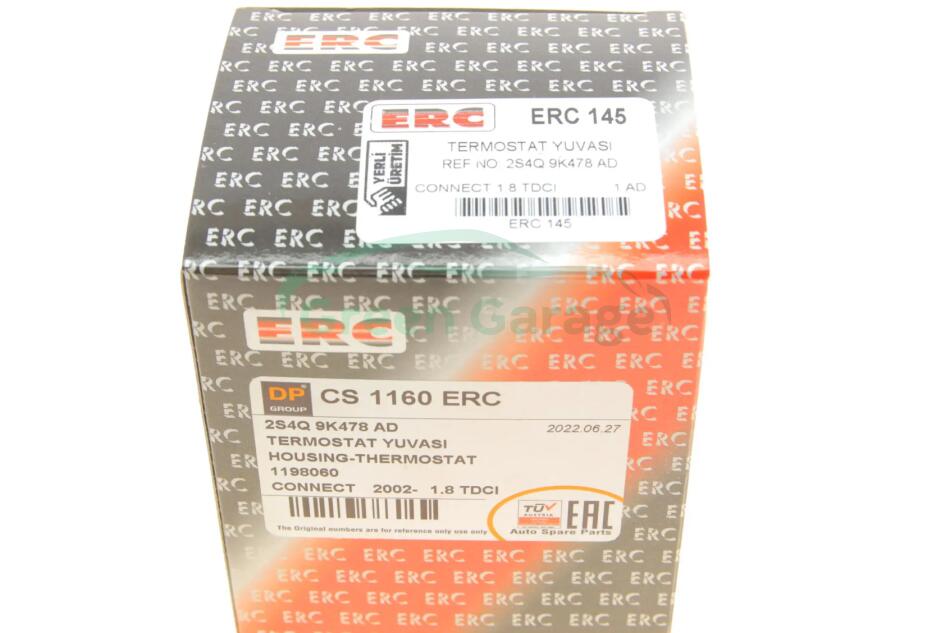 ERC
ERC ERC 145
TERMOSTAT YUVASI
REF NO: 2S4Q 9K478 AD
YERLİ
ÜRETİM
CONNECT 1.8 TDCI 1 AD
ERC 145
Green Garage
ERC
DP GROUP CS 1160 ERC
2S4Q 9K478 AD 2022.06.27
TERMOSTAT YUVASI
HOUSING-THERMOSTAT
1198060
CONNECT 2002- 1.8 TDCI
TÜV
AUSTRIA
EAC
The Original numbers are for reference only use only
Auto Spare Parts